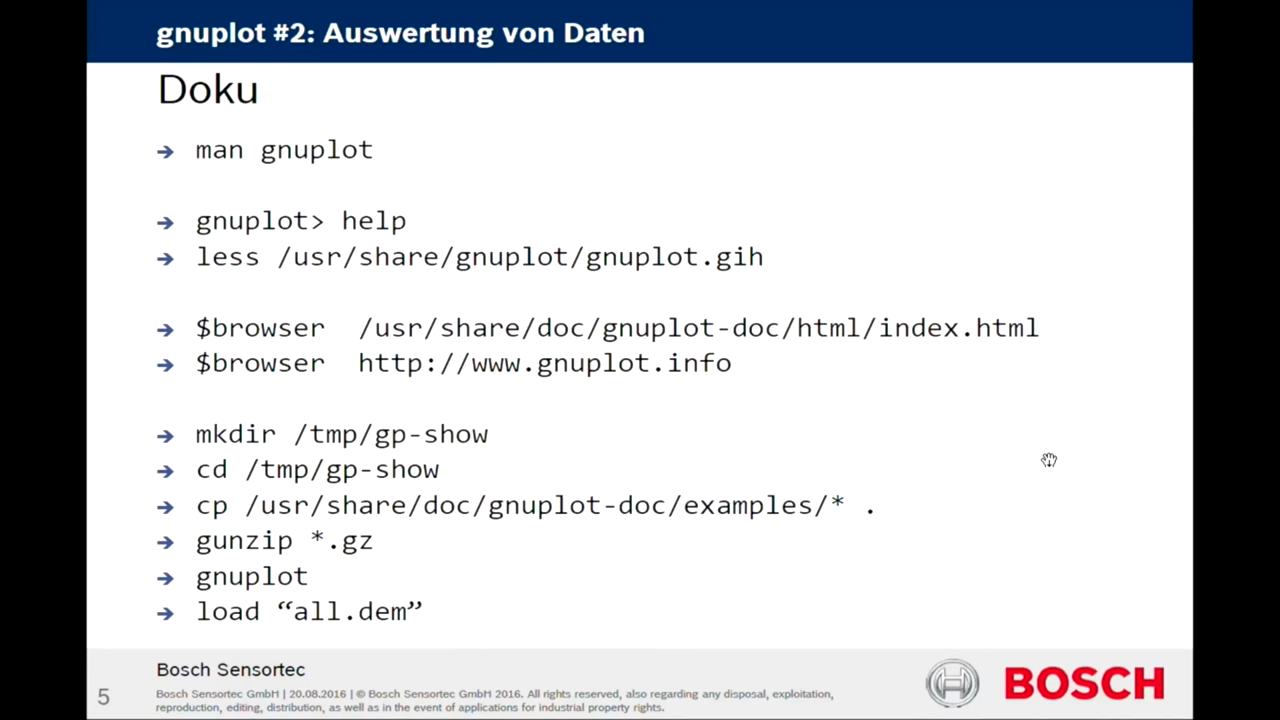 gnuplot #2: Auswertung von Daten
Doku
➔ man gnuplot
➔ gnuplot> help
➔ less /usr/share/gnuplot/gnuplot.gih
➔ $browser /usr/share/doc/gnuplot-doc/html/index.html
➔ $browser http://www.gnuplot.info
➔ mkdir /tmp/gp-show
➔ cd /tmp/gp-show
➔ cp /usr/share/doc/gnuplot-doc/examples/* .
➔ gunzip *.gz
➔ gnuplot
➔ load “all.dem”
Bosch Sensortec
5
Bosch Sensortec GmbH | 20.08.2016 | © Bosch Sensortec GmbH 2016. All rights reserved, also regarding any disposal, exploitation,
reproduction, editing, distribution, as well as in the event of applications for industrial property rights.
BOSCH